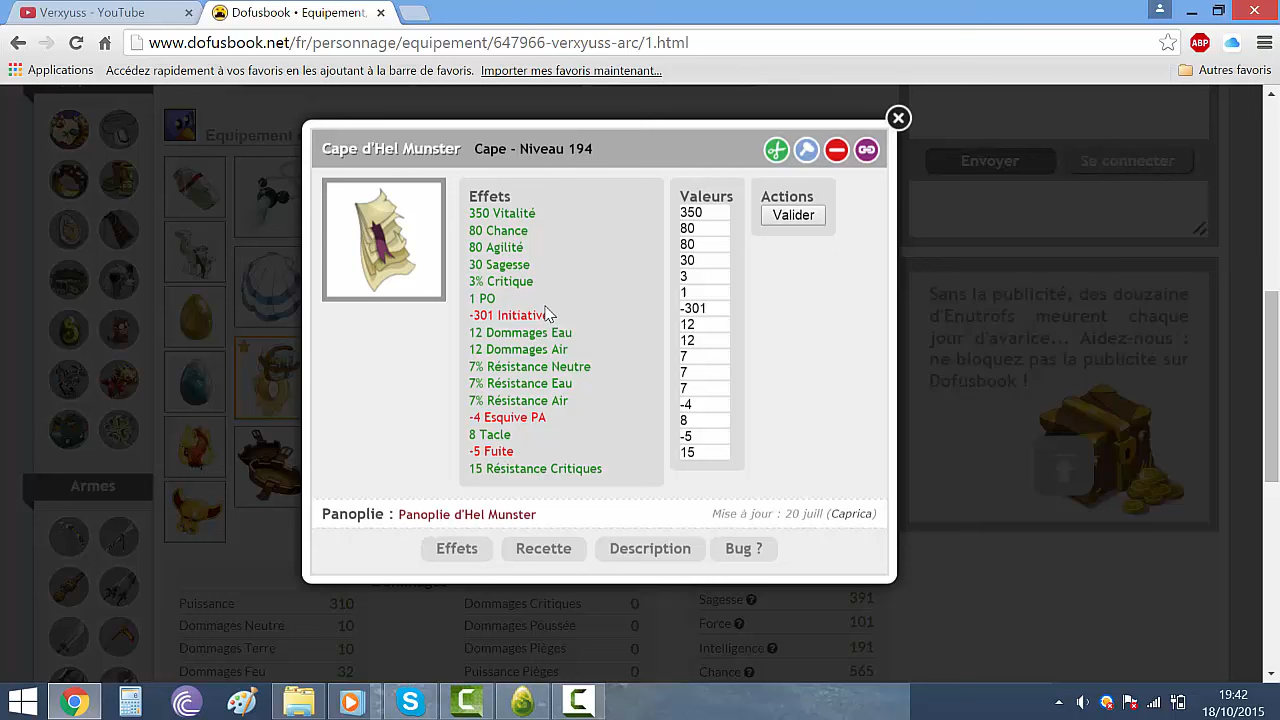 Verxyuss - YouTube
Dofusbook • Equipement,
www.dofusbook.net/fr/personnage/equipement/647966-verxyuss-arc/1.html
ABP
Applications Accédez rapidement à vos favoris en les ajoutant à la barre de favoris. Importer mes favoris maintenant... Autres favoris
Equipement
Envoyer Se connecter
Cape d'Hel Munster Cape - Niveau 194
Effets Valeurs Actions
350 Vitalité 350 Valider
80 Chance 80
80 Agilité 80
30 Sagesse 30
3% Critique 3
1 PO 1
-301 Initiative -301
12 Dommages Eau 12
12 Dommages Air 12
7% Résistance Neutre 7
7% Résistance Eau 7
7% Résistance Air 7
-4 Esquive PA -4
8 Tacle 8
-5 Fuite -5
15 Résistance Critiques 15
Panoplie : Panoplie d'Hel Munster Mise à jour : 20 juill (Caprica)
Effets Recette Description Bug ?
Sans la publicité, des douzaine
d'Enutrofs meurent chaque
jour d'avarice... Aidez-nous :
ne bloquez pas la publicité sur
Dofusbook !
Armes
Puissance 310 Dommages Critiques 0 Sagesse 391
Dommages Neutre 10 Dommages Poussée 0 Force 101
Dommages Terre 10 Dommages Pièges 0 Intelligence 191
Dommages Feu 32 Puissance Pièges 0 Chance 565
19:42
18/10/2015